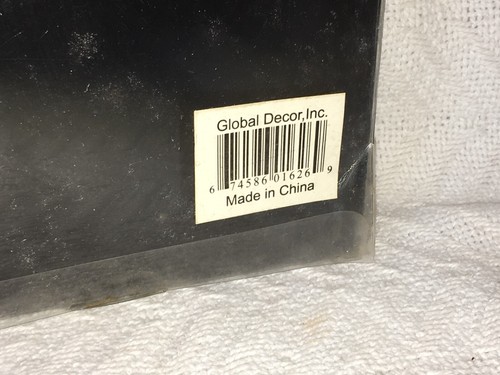 Global Decor,Inc.
6 74586 01626 9
Made in China